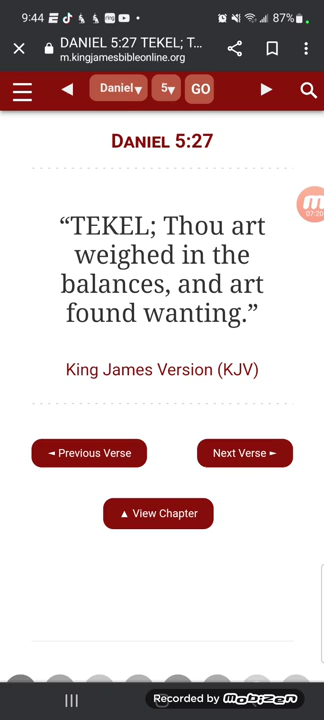 9:44
87%
DANIEL 5:27 TEKEL; T...
m.kingjamesbibleonline.org
Daniel▾ 5▾ GO
DANIEL 5:27
07:20
“TEKEL; Thou art
weighed in the
balances, and art
found wanting.”
King James Version (KJV)
◄ Previous Verse
Next Verse ►
▲ View Chapter
Recorded by mobizen